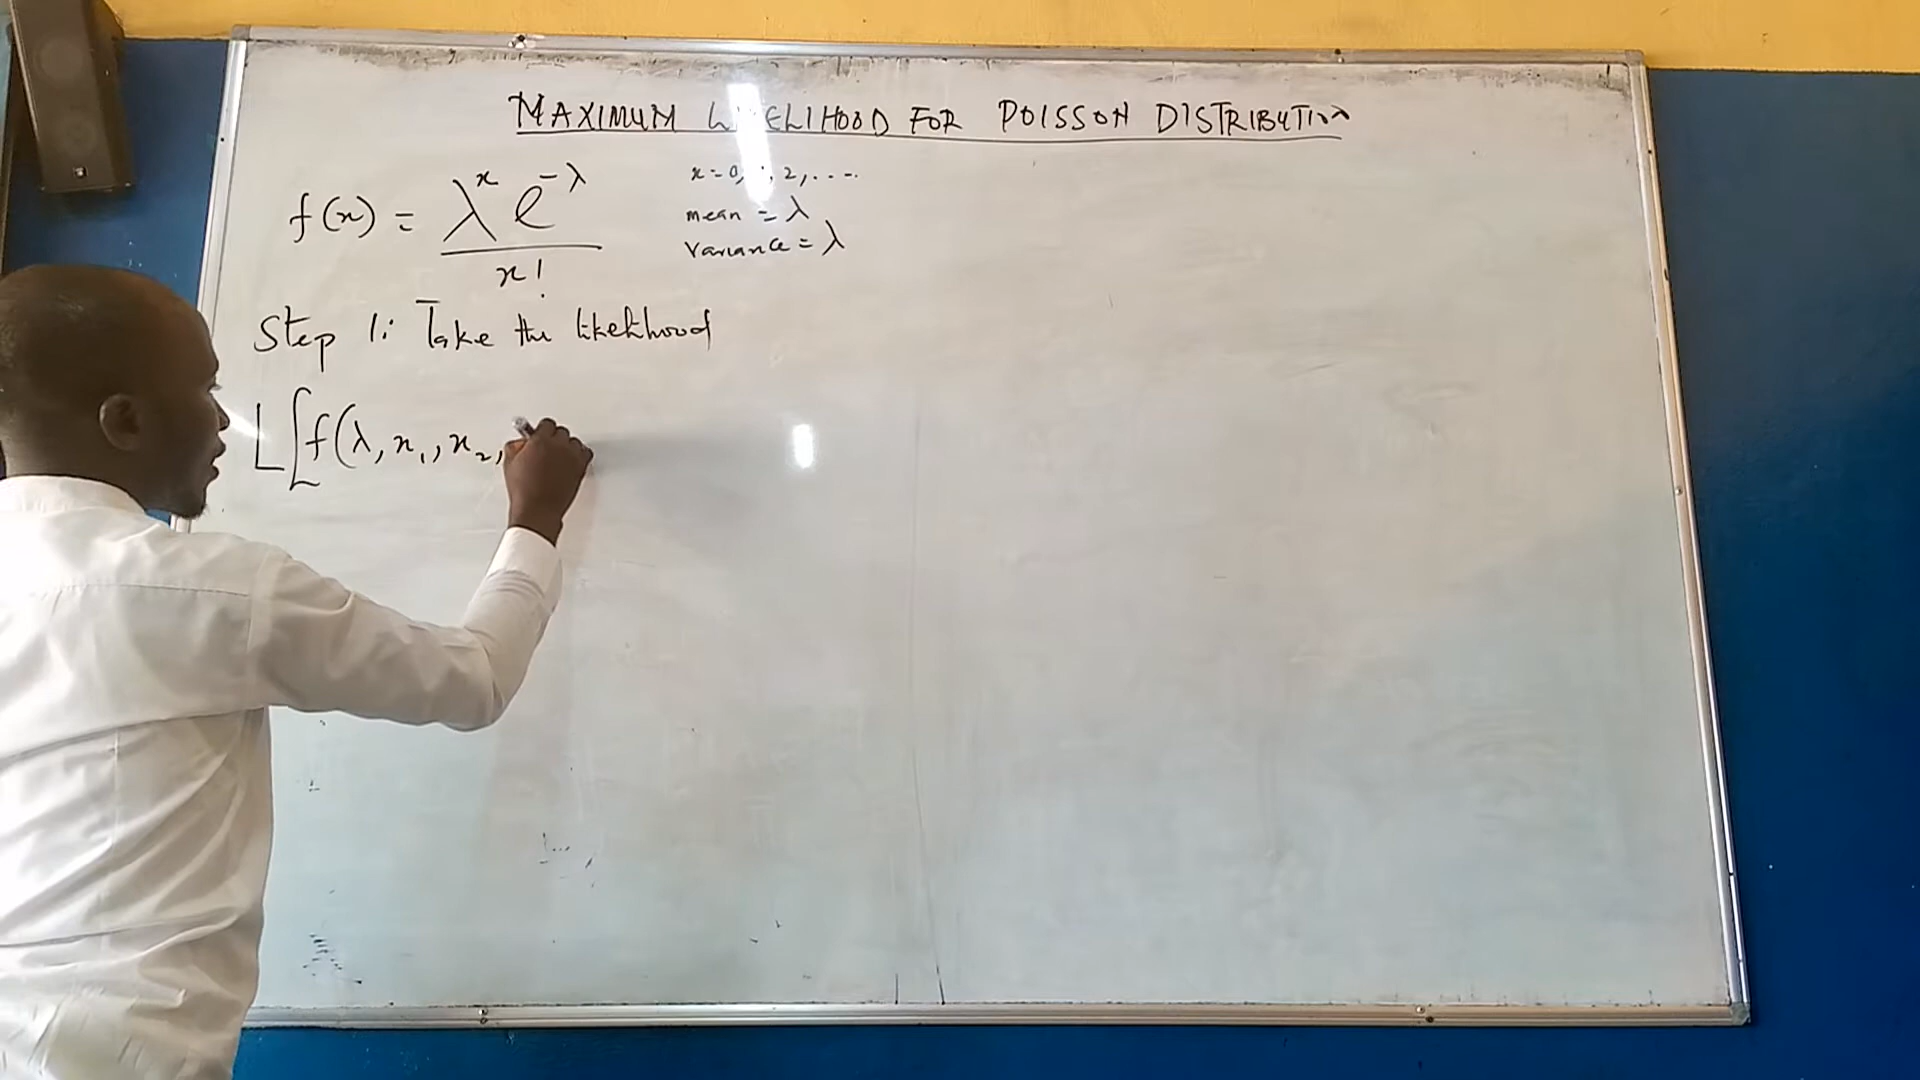 MAXIMUM LIKELIHOOD FOR POISSON DISTRIBUTION
f(x) = λ^x e^-λ / x!
x = 0, 1, 2, ....
mean = λ
variance = λ
Step 1: Take the likelihood
L[f(λ, x₁, x₂,